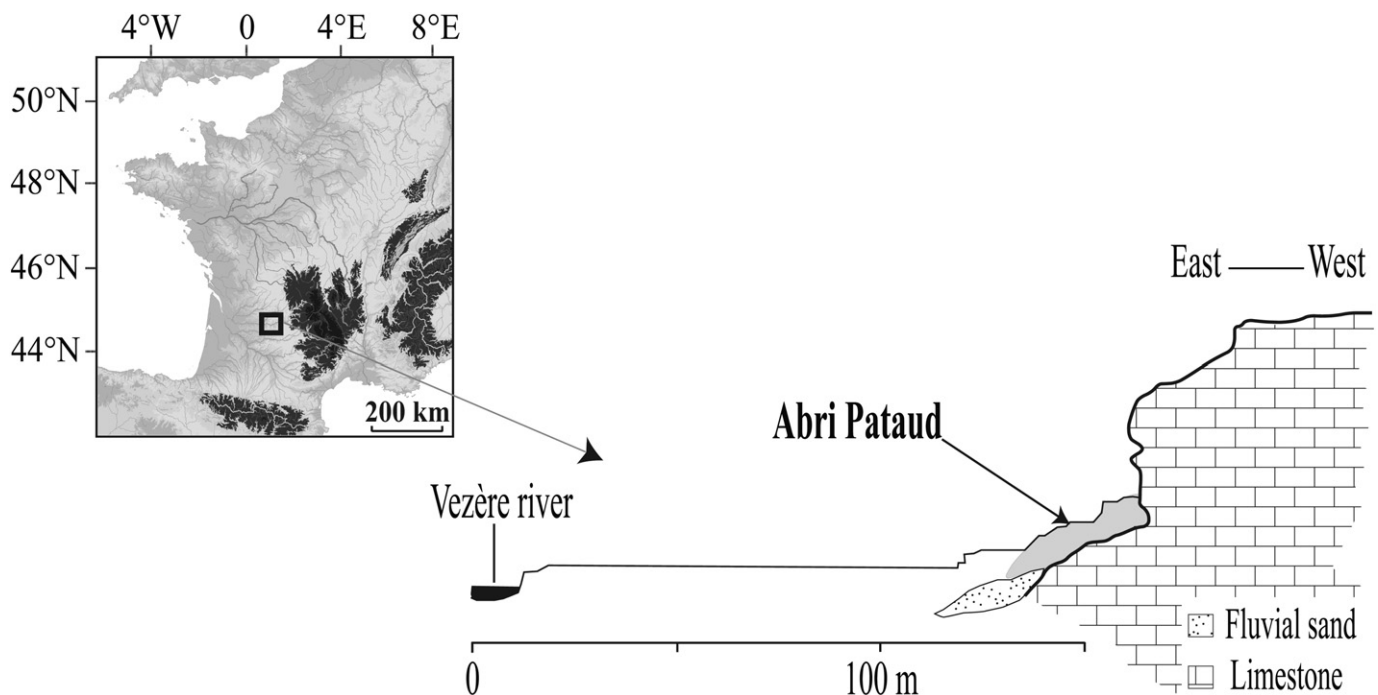 4°W 0 4°E 8°E
50°N
48°N
46°N
44°N
200 km
East West
Abri Pataud
Vezère river
Fluvial sand
Limestone
0 100 m